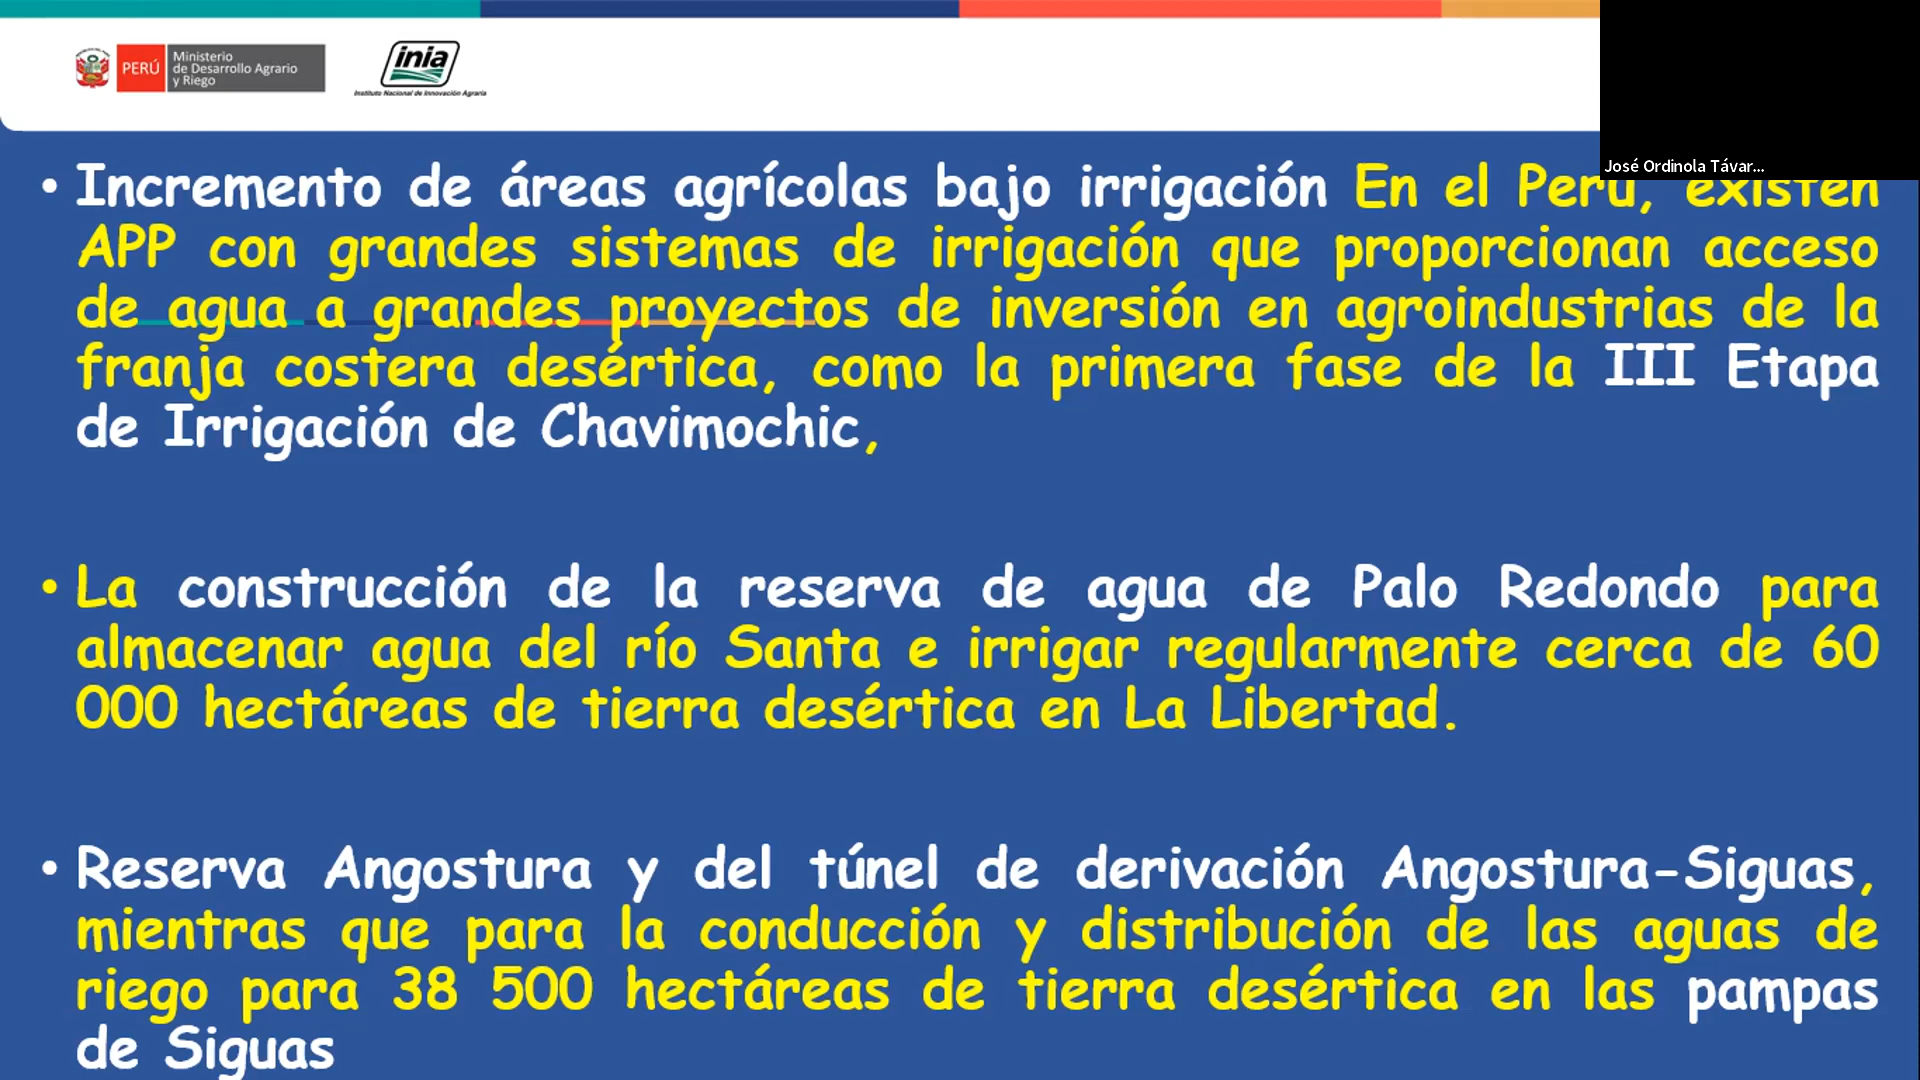 PERÚ
Ministerio
de Desarrollo Agrario
y Riego
inia
Instituto Nacional de Innovación Agraria
José Ordinola Távar...
• Incremento de áreas agrícolas bajo irrigación En el Perú, existen
APP con grandes sistemas de irrigación que proporcionan acceso
de agua a grandes proyectos de inversión en agroindustrias de la
franja costera desértica, como la primera fase de la III Etapa
de Irrigación de Chavimochic,
• La construcción de la reserva de agua de Palo Redondo para
almacenar agua del río Santa e irrigar regularmente cerca de 60
000 hectáreas de tierra desértica en La Libertad.
• Reserva Angostura y del túnel de derivación Angostura-Siguas,
mientras que para la conducción y distribución de las aguas de
riego para 38 500 hectáreas de tierra desértica en las pampas
de Siguas